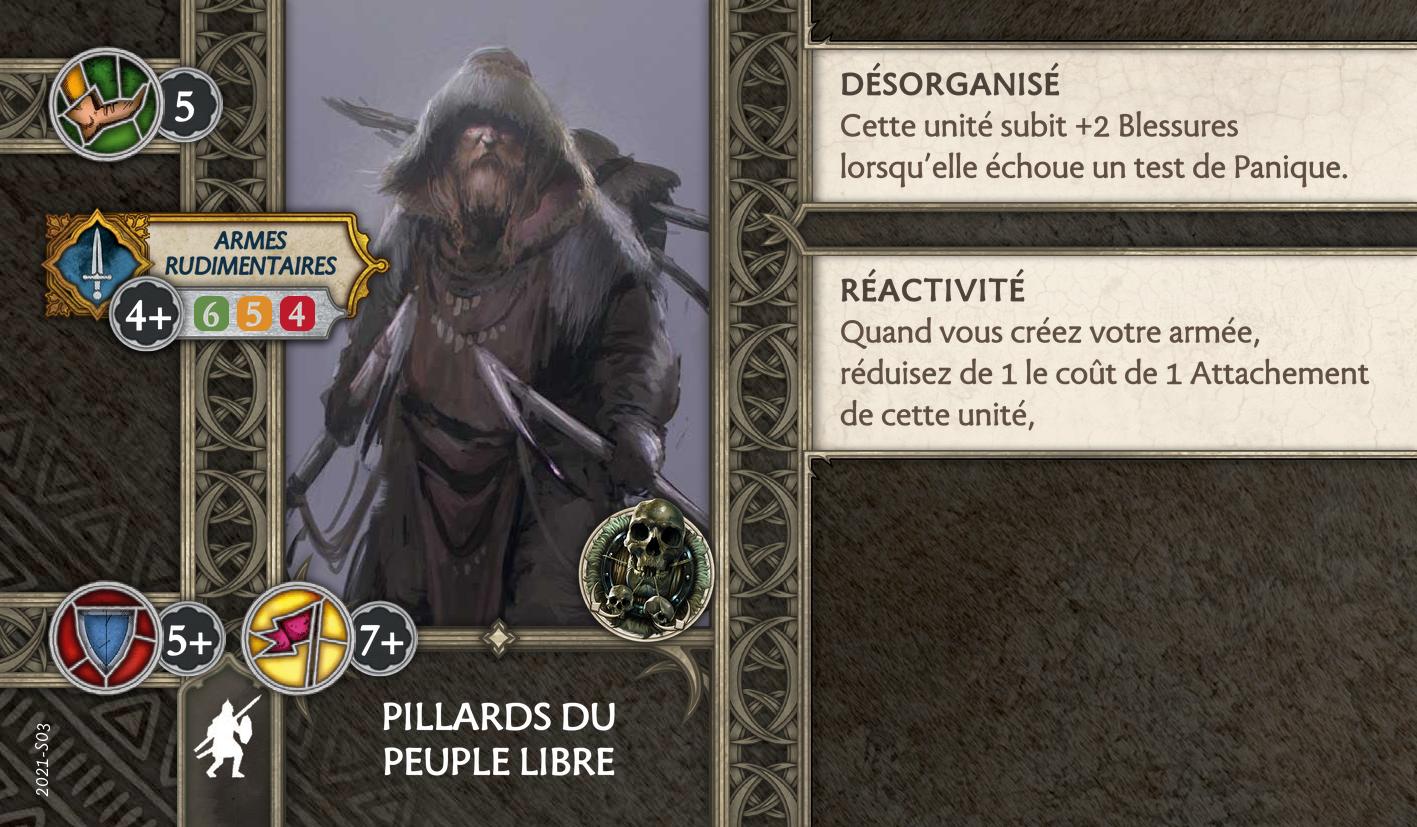 5
ARMES
RUDIMENTAIRES
4+ 6 5 4
5+
7+
PILLARDS DU
PEUPLE LIBRE
2021-S03
DÉSORGANISÉ
Cette unité subit +2 Blessures
lorsqu'elle échoue un test de Panique.
RÉACTIVITÉ
Quand vous créez votre armée,
réduisez de 1 le coût de 1 Attachement
de cette unité,